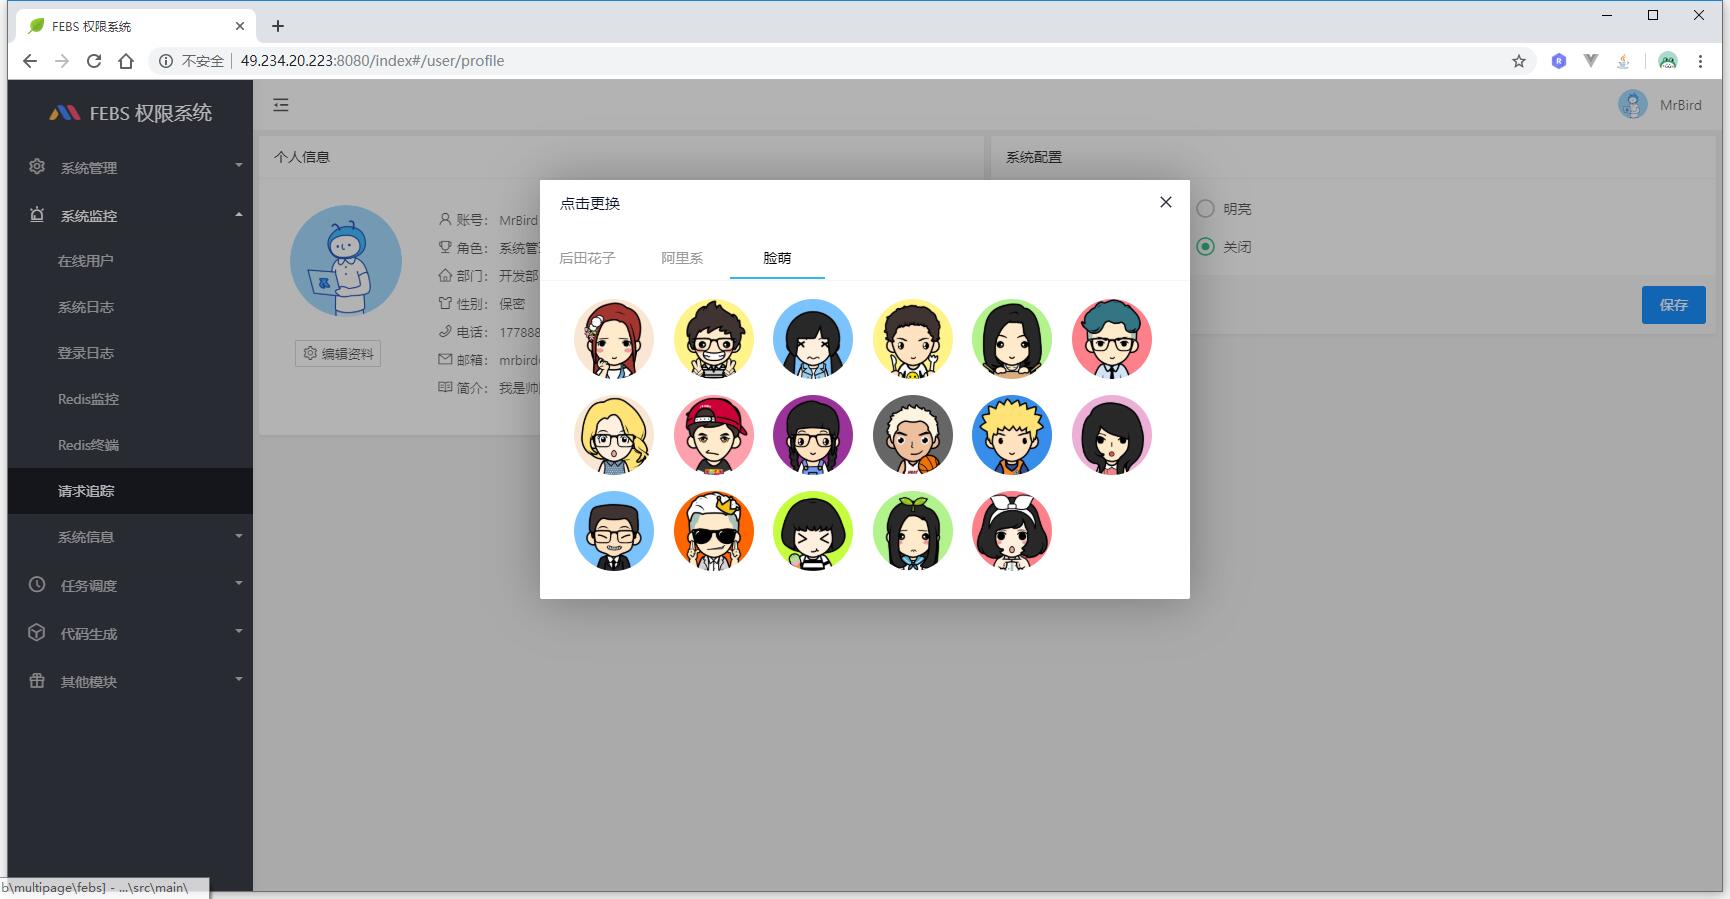 FEBS 权限系统
不安全 | 49.234.20.223:8080/index#/user/profile
FEBS 权限系统
MrBird
系统管理
系统监控
在线用户
系统日志
登录日志
Redis监控
Redis终端
请求追踪
系统信息
任务调度
代码生成
其他模块
个人信息
账号： MrBird
角色： 系统管
部门： 开发部
性别： 保密
电话： 177888
邮箱： mrbird
简介： 我是帅
编辑资料
系统配置
明亮
关闭
保存
点击更换
后田花子 阿里系 脸萌
b\multipage\febs] - ...\src\main\